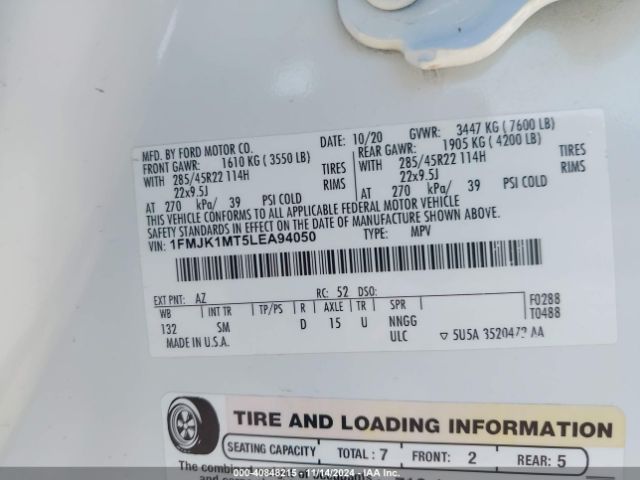 MFD. BY FORD MOTOR CO. DATE: 10/20 GVWR: 3447 KG ( 7600 LB)
FRONT GAWR: 1610 KG ( 3550 LB) REAR GAWR: 1905 KG ( 4200 LB)
WITH 285/45R22 114H TIRES WITH 285/45R22 114H TIRES
22x9.5J RIMS 22x9.5J RIMS
AT 270 kPa/ 39 PSI COLD AT 270 kPa/ 39 PSI COLD
THIS VEHICLE CONFORMS TO ALL APPLICABLE FEDERAL MOTOR VEHICLE
SAFETY STANDARDS IN EFFECT ON THE DATE OF MANUFACTURE SHOWN ABOVE.
VIN: 1FMJK1MT5LEA94050 TYPE: MPV
EXT PNT: AZ RC: 52 DSO: F0288
WB INT TR TP/PS R AXLE TR SPR T0488
132 SM D 15 U NNGG
MADE IN U.S.A. ULC ▽ 5U5A 3520472 AA
TIRE AND LOADING INFORMATION
SEATING CAPACITY TOTAL : 7 FRONT: 2 REAR: 5
The combine
© COPY - 40848215 - 11/14/2024 - IAA Inc.